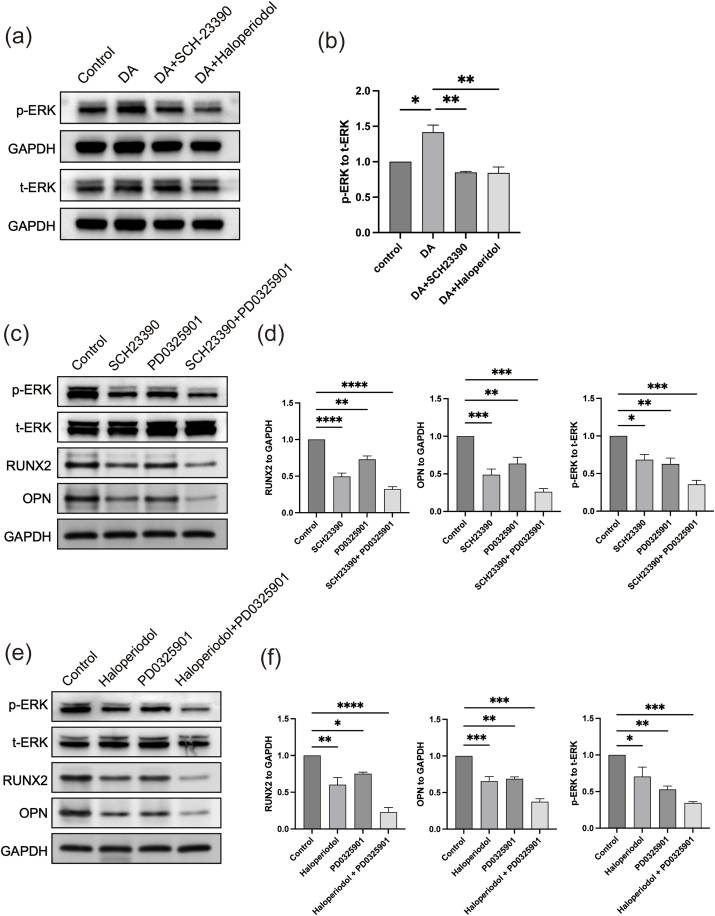 (a)
Control
DA
DA+SCH-23390
DA+Haloperiodol
p-ERK
GAPDH
t-ERK
GAPDH
(b)
p-ERK to t-ERK
2.0
1.5
1.0
0.5
0.0
*
**
**
control
DA
DA+SCH23390
DA+Haloperidol
(c)
Control
SCH23390
PD0325901
SCH23390+PD0325901
p-ERK
t-ERK
RUNX2
OPN
GAPDH
(d)
RUNX2 to GAPDH
1.5
1.0
0.5
0.0
****
**
****
Control
SCH23390
PD0325901
SCH23390+ PD0325901
OPN to GAPDH
1.5
1.0
0.5
0.0
***
**
***
Control
SCH23390
PD0325901
SCH23390+ PD0325901
p-ERK to t-ERK
1.5
1.0
0.5
0.0
***
**
*
Control
SCH23390
PD0325901
SCH23390+ PD0325901
(e)
Control
Haloperiodol
PD0325901
Haloperiodol+PD0325901
p-ERK
t-ERK
RUNX2
OPN
GAPDH
(f)
RUNX2 to GAPDH
1.5
1.0
0.5
0.0
****
*
**
Control
Haloperiodol
PD0325901
Haloperiodol + PD0325901
OPN to GAPDH
1.5
1.0
0.5
0.0
***
**
***
Control
Haloperiodol
PD0325901
Haloperiodol + PD0325901
p-ERK to t-ERK
1.5
1.0
0.5
0.0
***
**
*
Control
Haloperiodol
PD0325901
Haloperiodol + PD0325901